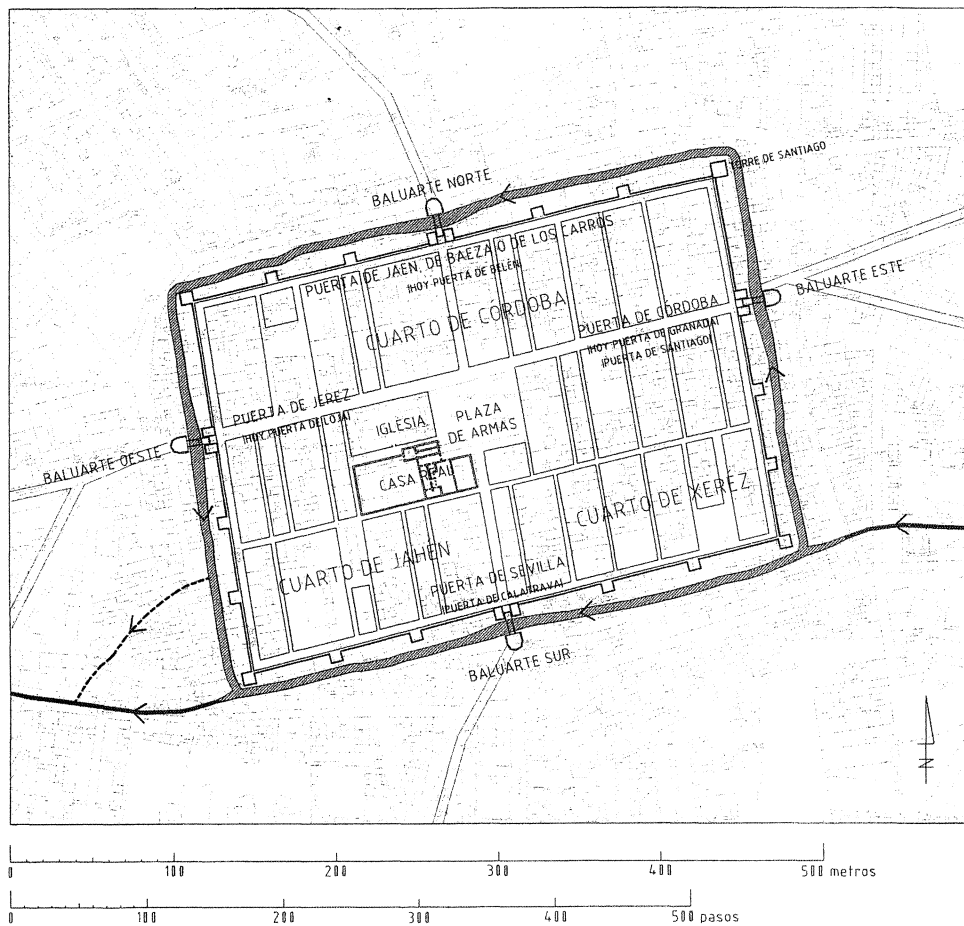 TORRE DE SANTIAGO
BALUARTE NORTE
PUERTA DE JAEN, DE BAEZA O DE LOS CARROS
[HOY PUERTA DE BELEN]
CUARTO DE CÓRDOBA
BALUARTE ESTE
PUERTA DE CÓRDOBA
[HOY PUERTA DE GRANADA]
[PUERTA DE SANTIAGO]
PUERTA DE JEREZ
[HOY PUERTA DE LOJA]
IGLESIA
PLAZA
DE ARMAS
BALUARTE OESTE
CASA REAL
CUARTO DE XEREZ
CUARTO DE JAHÉN
PUERTA DE SEVILLA
[PUERTA DE CALATRAVA]
BALUARTE SUR
N
0 100 200 300 400 500 metros
0 100 200 300 400 500 pasos